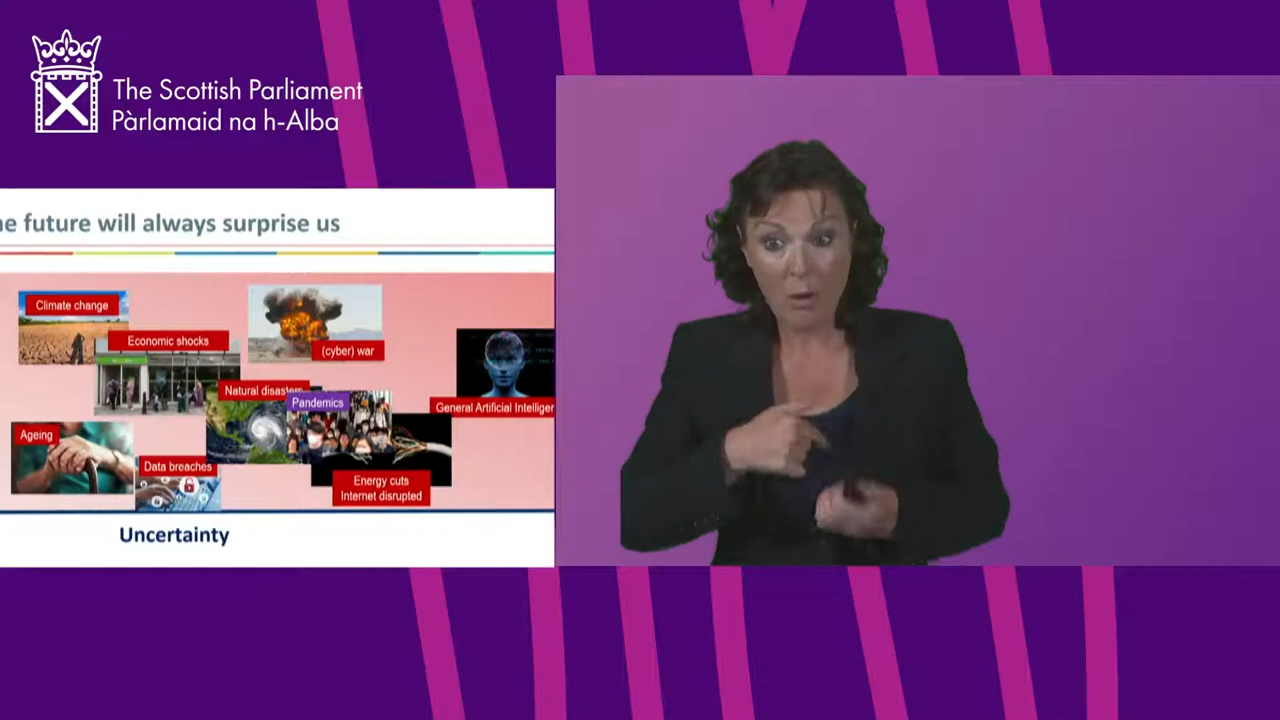 The Scottish Parliament
Pàrlamaid na h-Alba
future will always surprise us
Climate change
Economic shocks
(cyber) war
Natural disasters
Pandemics
General Artificial
Ageing
Data breaches
Energy cuts
Internet disrupted
Uncertainty